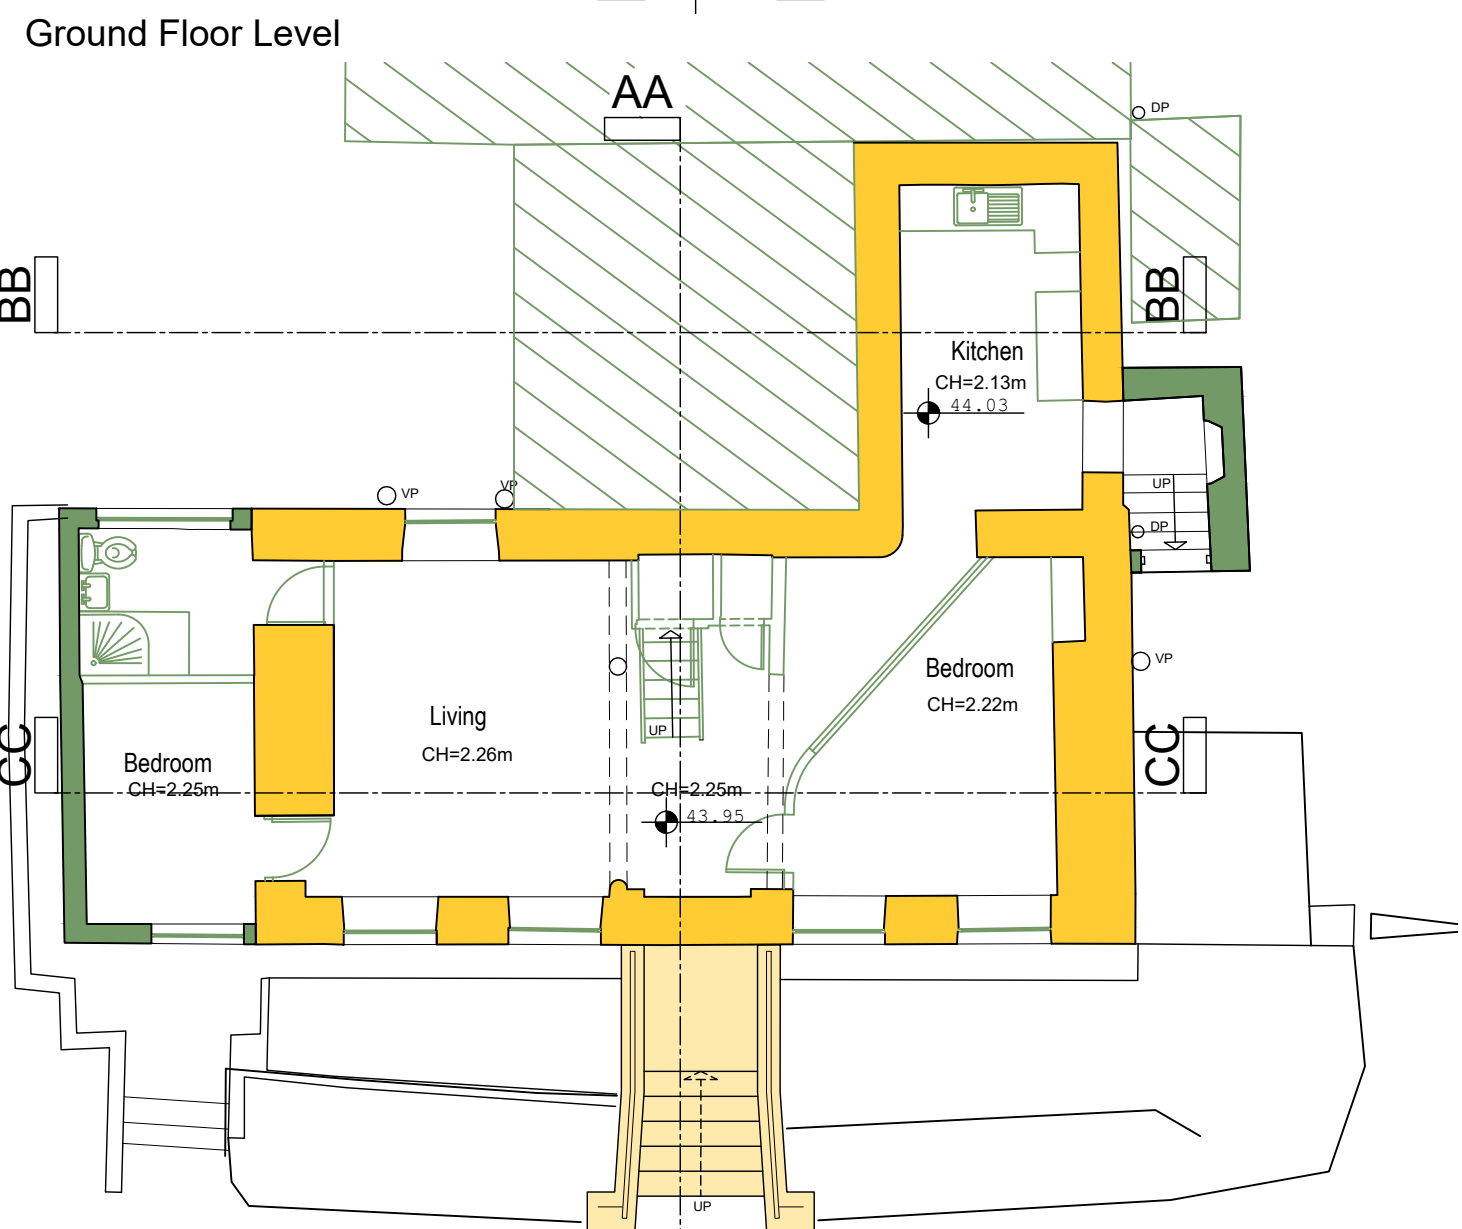 Ground Floor Level
AA
DP
BB
BB
Kitchen
CH=2.13m
44.03
VP
VP
UP
DP
VP
Bedroom
CH=2.22m
Living
CH=2.26m
UP
CC
CC
Bedroom
CH=2.25m
CH=2.25m
43.95
UP